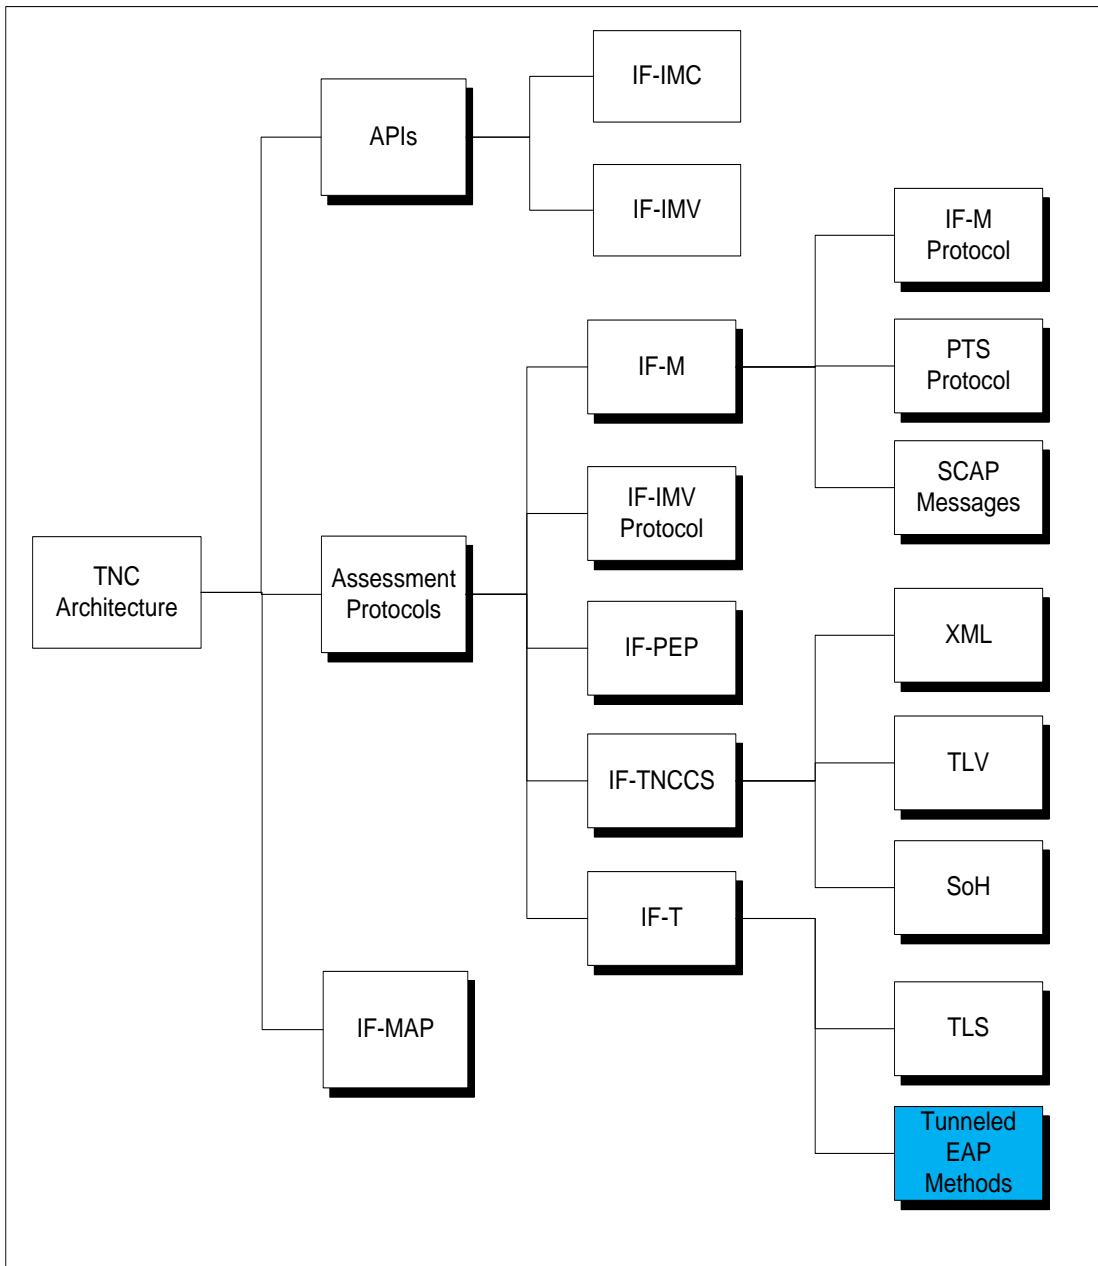 TNC
Architecture
APIs
IF-IMC
IF-IMV
Assessment
Protocols
IF-M
IF-M
Protocol
PTS
Protocol
SCAP
Messages
IF-IMV
Protocol
IF-PEP
IF-TNCCS
XML
TLV
SoH
IF-T
TLS
Tunneled
EAP
Methods
IF-MAP